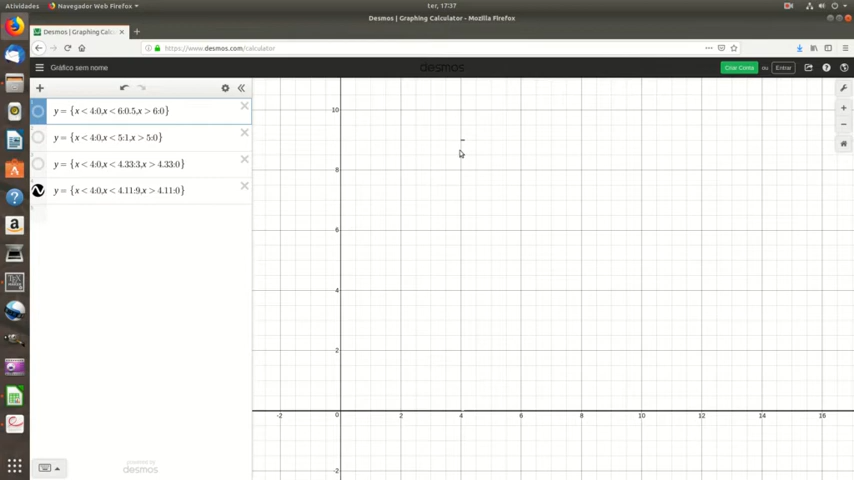 Atividades
Navegador Web Firefox
ter, 17:37
Desmos | Graphing Calculator - Mozilla Firefox
Desmos | Graphing Calc
https://www.desmos.com/calculator
Gráfico sem nome
desmos
Criar Conta
ou
Entrar
1
y = {x < 4:0,x < 6:0.5,x > 6:0}
y = {x < 4:0,x < 5:1,x > 5:0}
y = {x < 4:0,x < 4.33:3,x > 4.33:0}
y = {x < 4:0,x < 4.11:9,x > 4.11:0}
5
10
8
6
4
2
-2
0
2
4
6
8
10
12
14
16
-2
powered by
desmos